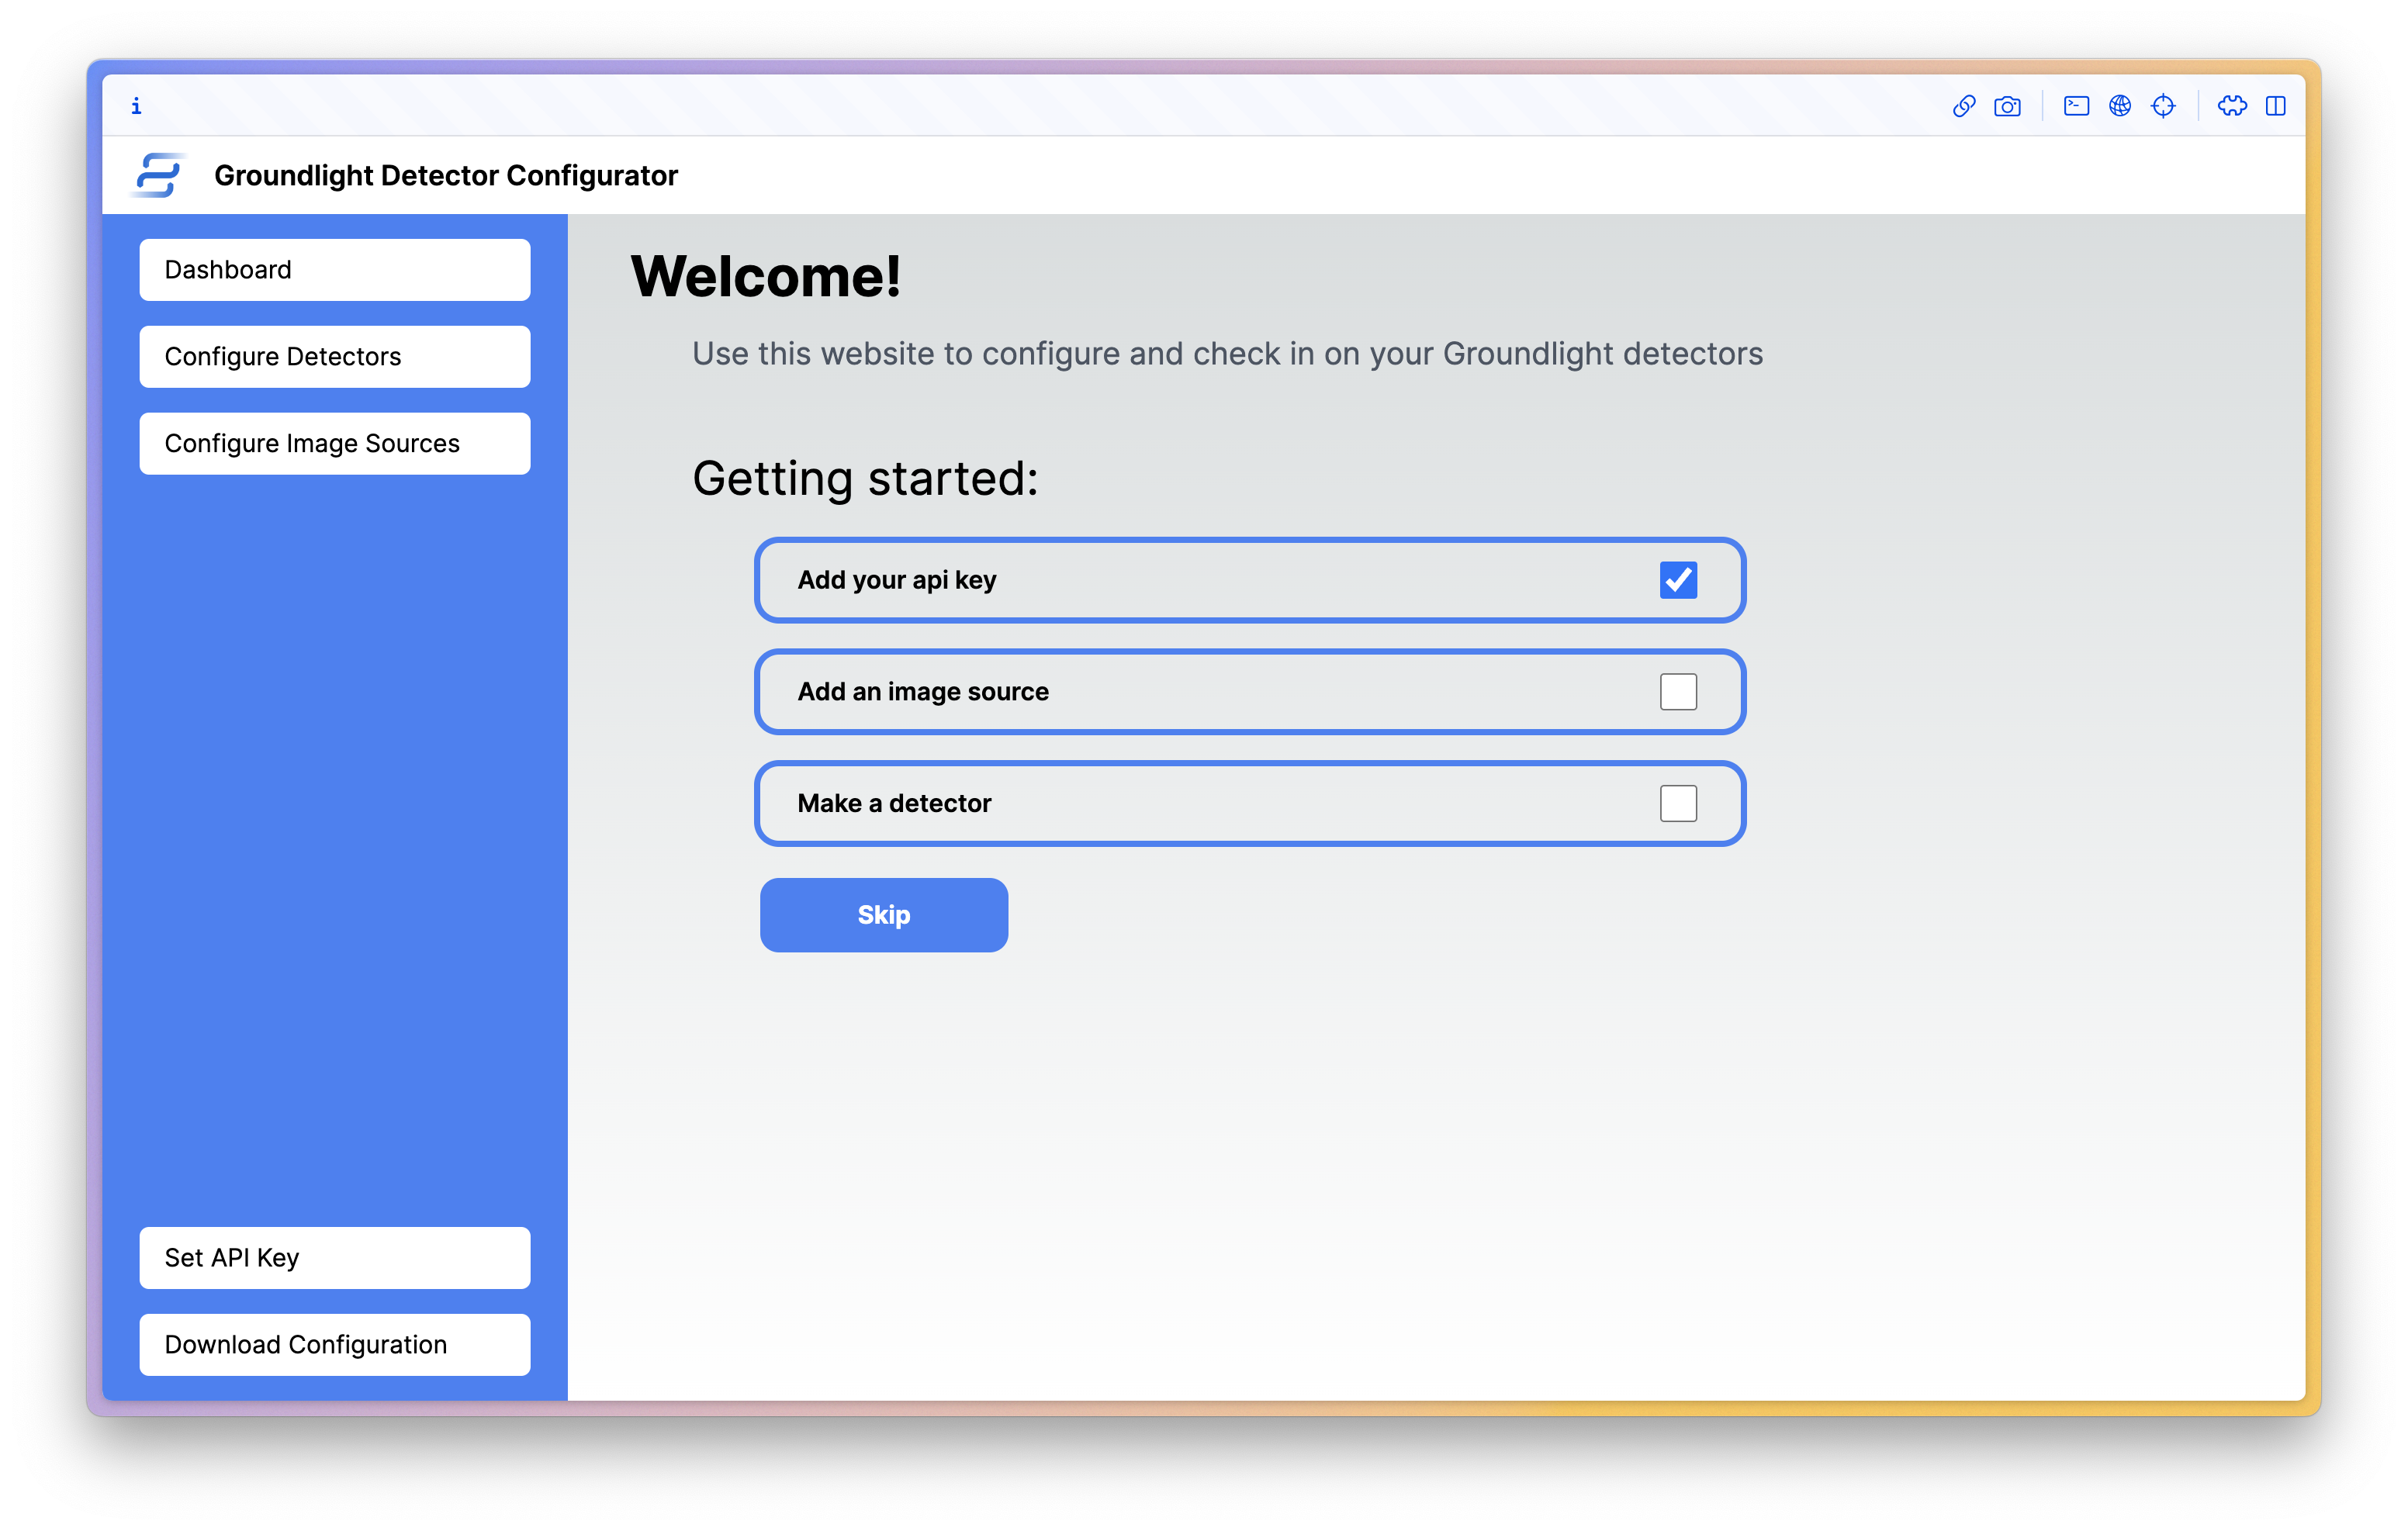 i
Groundlight Detector Configurator
Dashboard
Configure Detectors
Configure Image Sources
Set API Key
Download Configuration
Welcome!
Use this website to configure and check in on your Groundlight detectors
Getting started:
Add your api key
Add an image source
Make a detector
Skip